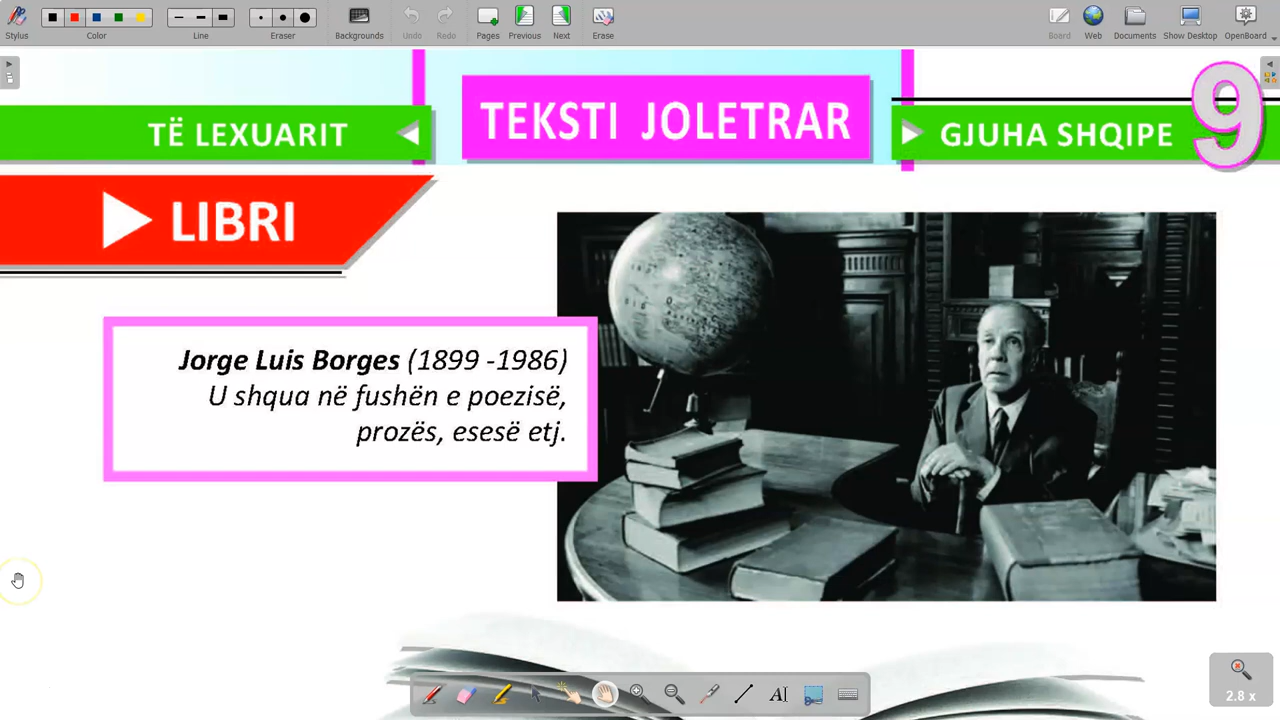 Stylus
Color
Line
Eraser
Backgrounds
Undo
Redo
Pages
Previous
Next
Erase
Board
Web
Documents
Show Desktop
OpenBoard
TË LEXUARIT
TEKSTI JOLETRAR
GJUHA SHQIPE
9
LIBRI
Jorge Luis Borges (1899 -1986)
U shqua në fushën e poezisë,
prozës, esesë etj.
AI
2.8 x